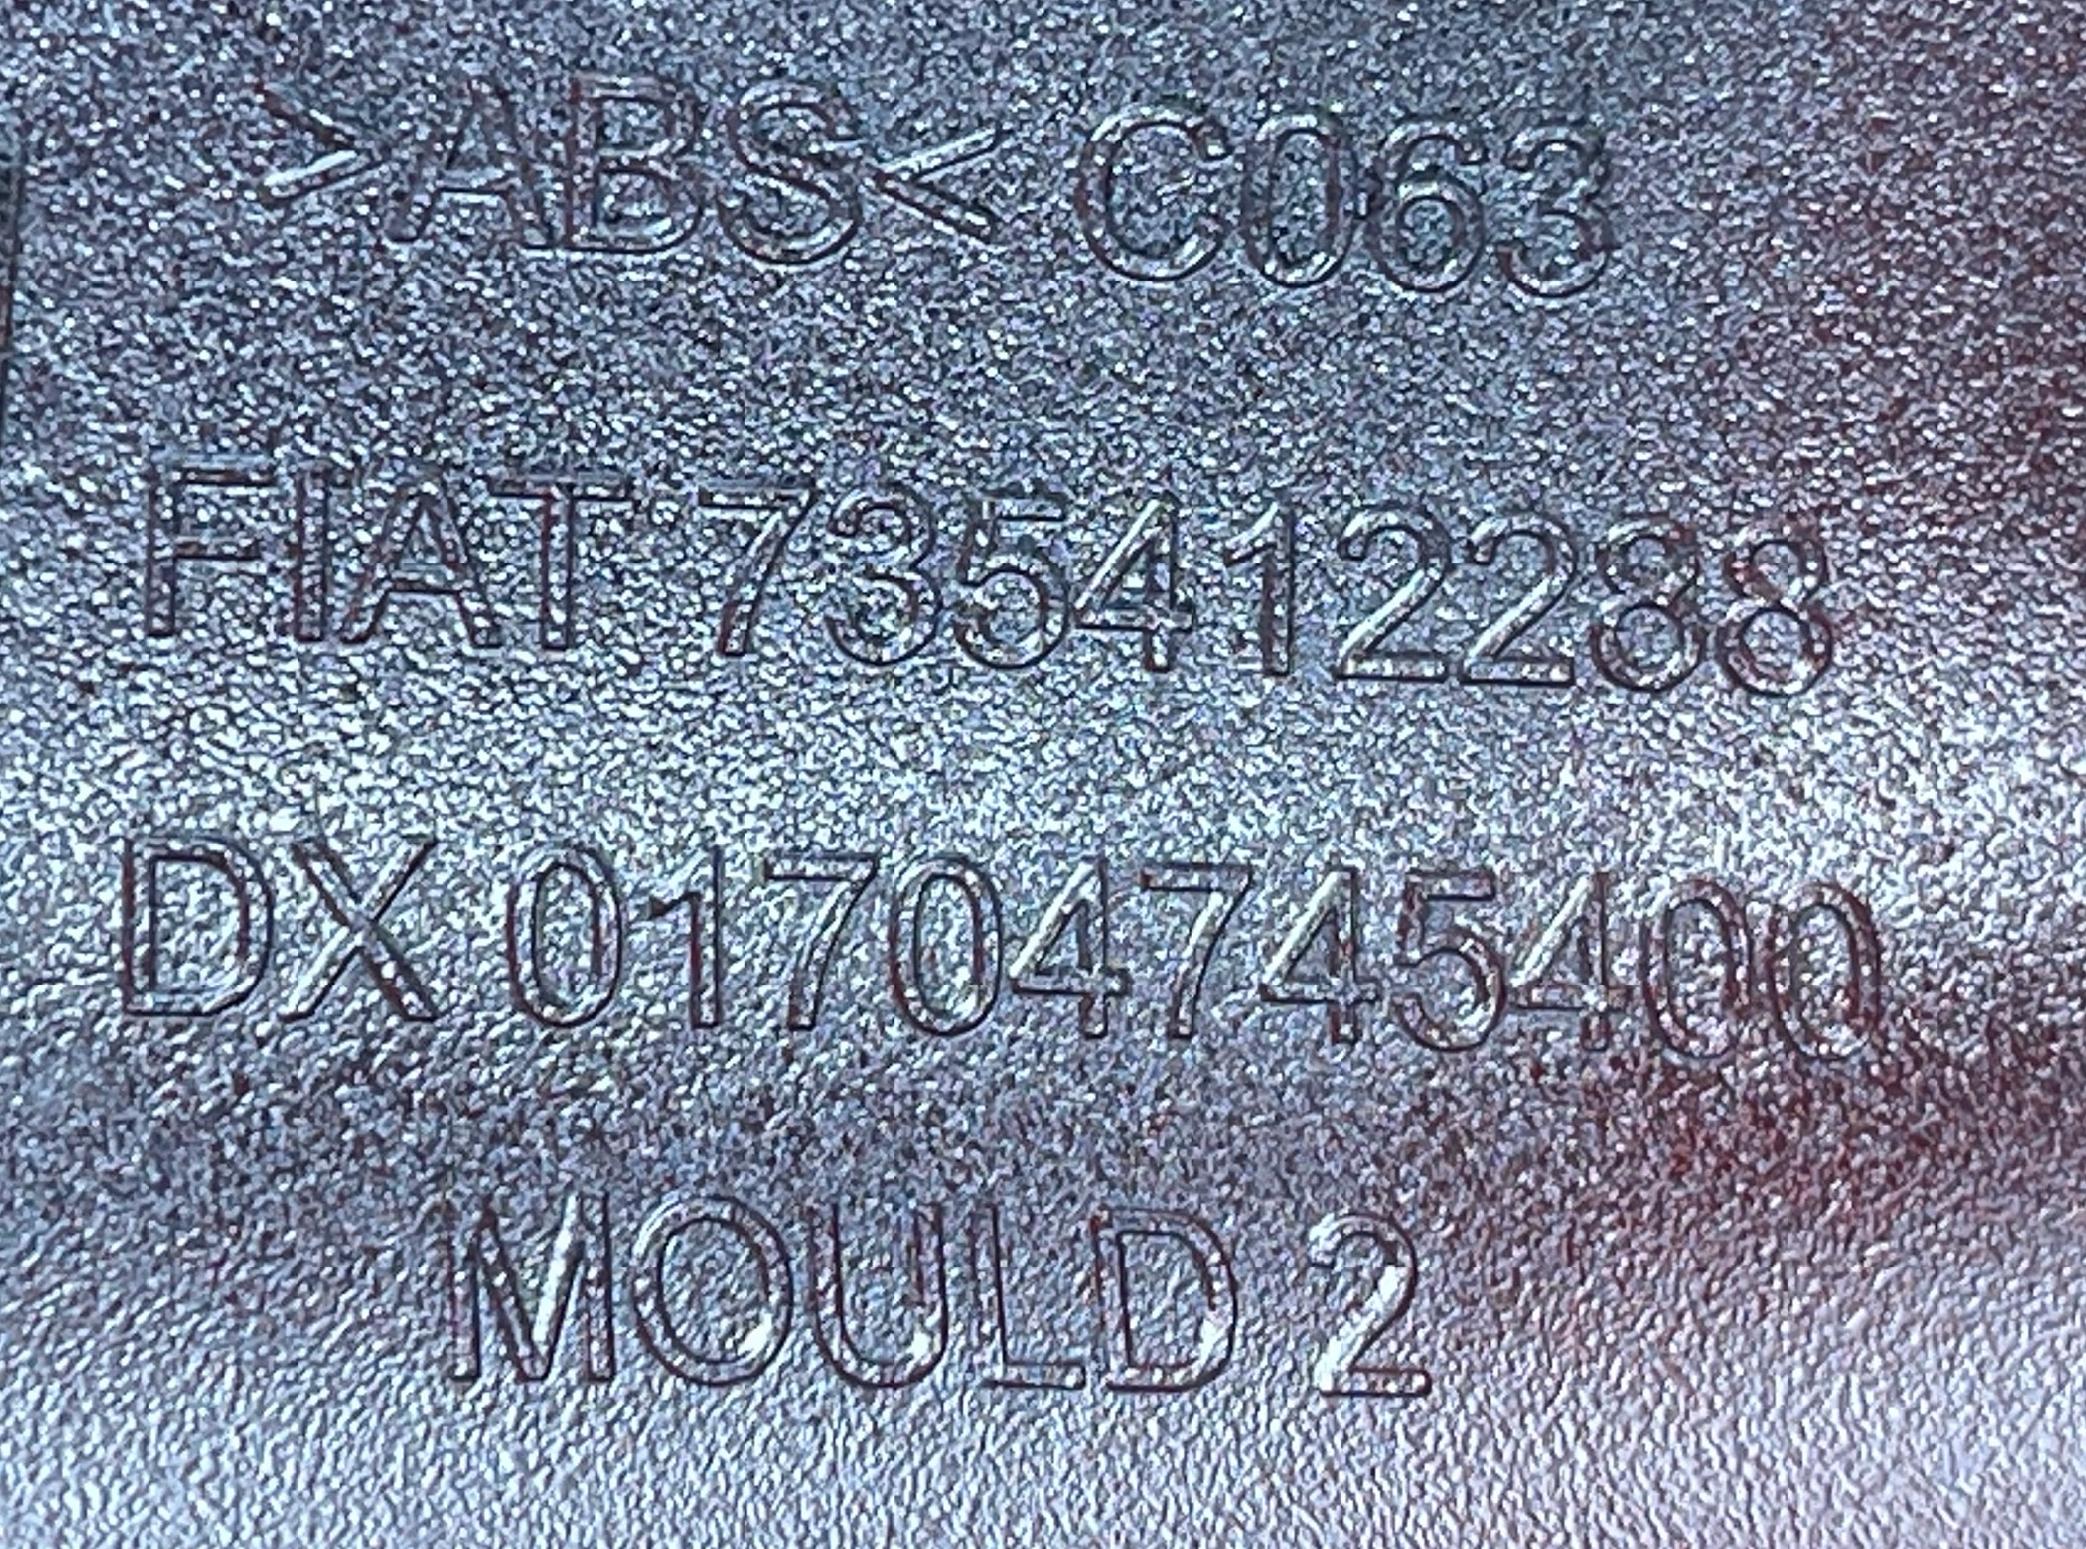 >ABS< C063
FIAT 735412288
DX 01704745400
MOULD 2